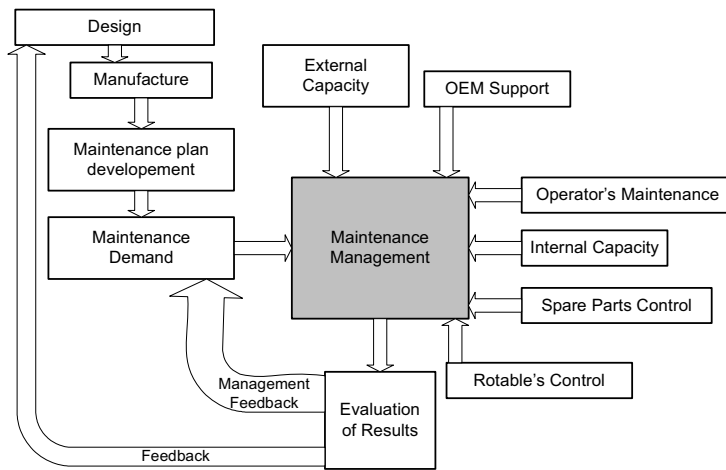 Design
Manufacture
Maintenance plan
developement
Maintenance
Demand
External
Capacity
OEM Support
Maintenance
Management
Operator's Maintenance
Internal Capacity
Spare Parts Control
Rotable's Control
Management
Feedback
Evaluation
of Results
Feedback